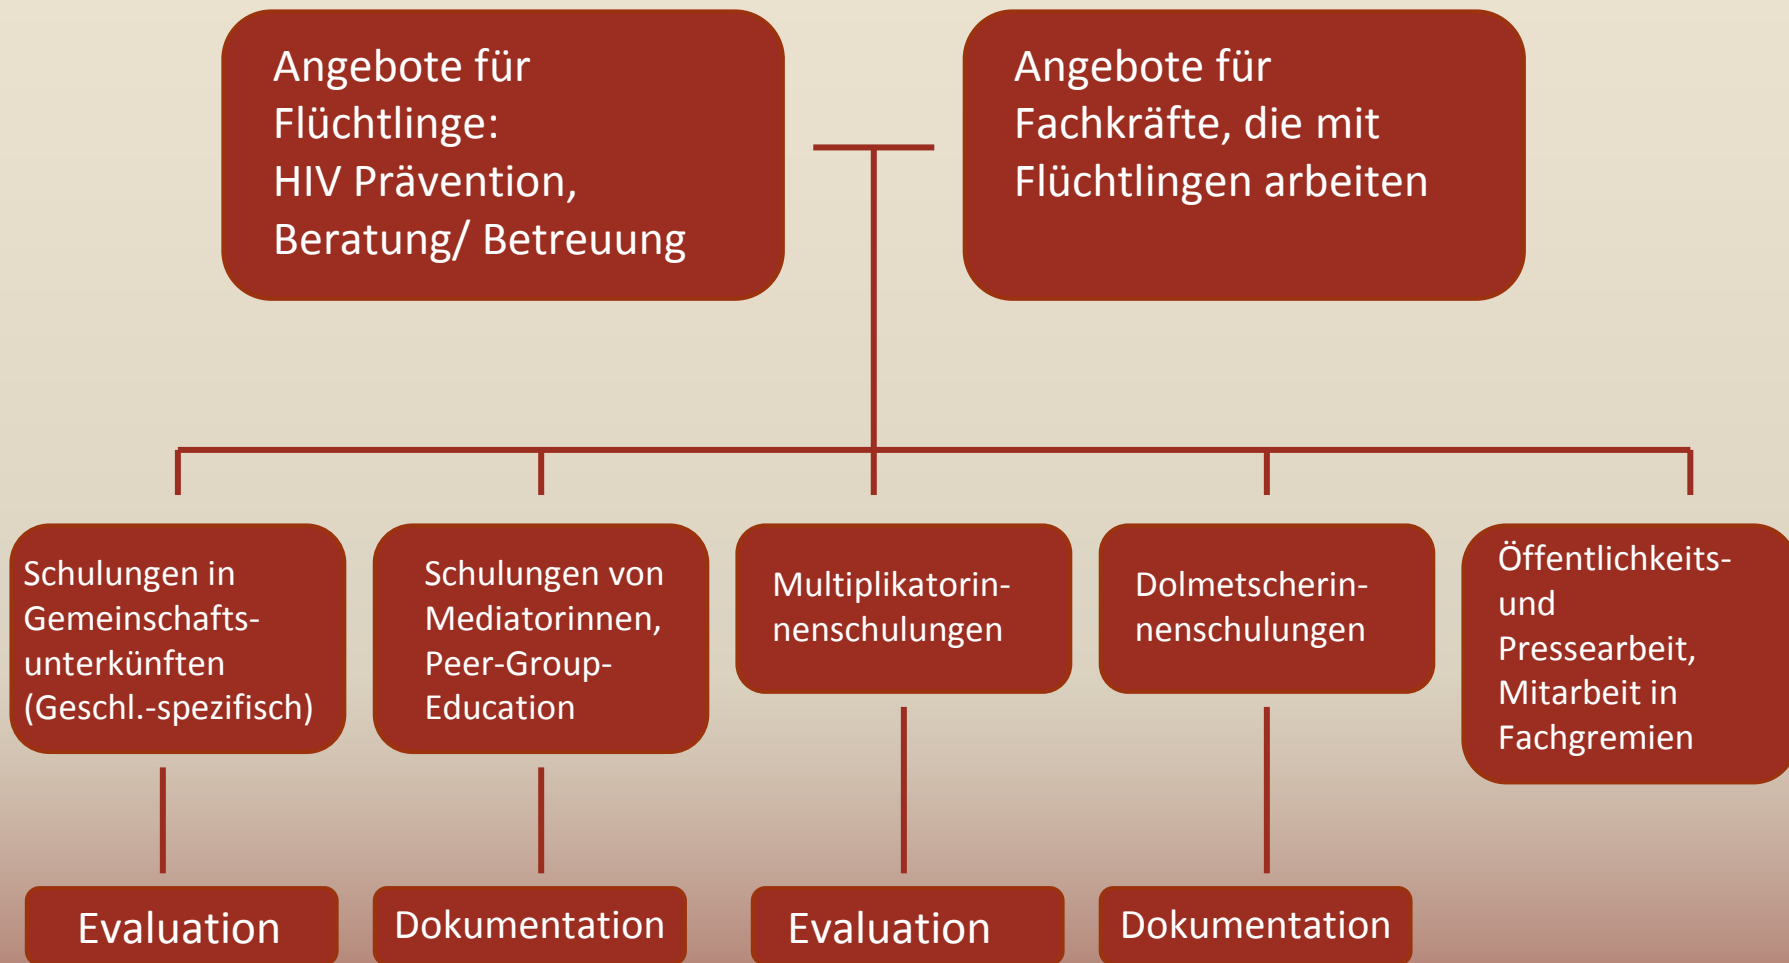 Angebote für
Flüchtlinge:
HIV Prävention,
Beratung/ Betreuung
Angebote für
Fachkräfte, die mit
Flüchtlingen arbeiten
Schulungen in
Gemeinschafts-
unterkünften
(Geschl.-spezifisch)
Schulungen von
Mediatorinnen,
Peer-Group-
Education
Multiplikatorin-
nenschulungen
Dolmetscherin-
nenschulungen
Öffentlichkeits-
und
Pressearbeit,
Mitarbeit in
Fachgremien
Evaluation
Dokumentation
Evaluation
Dokumentation